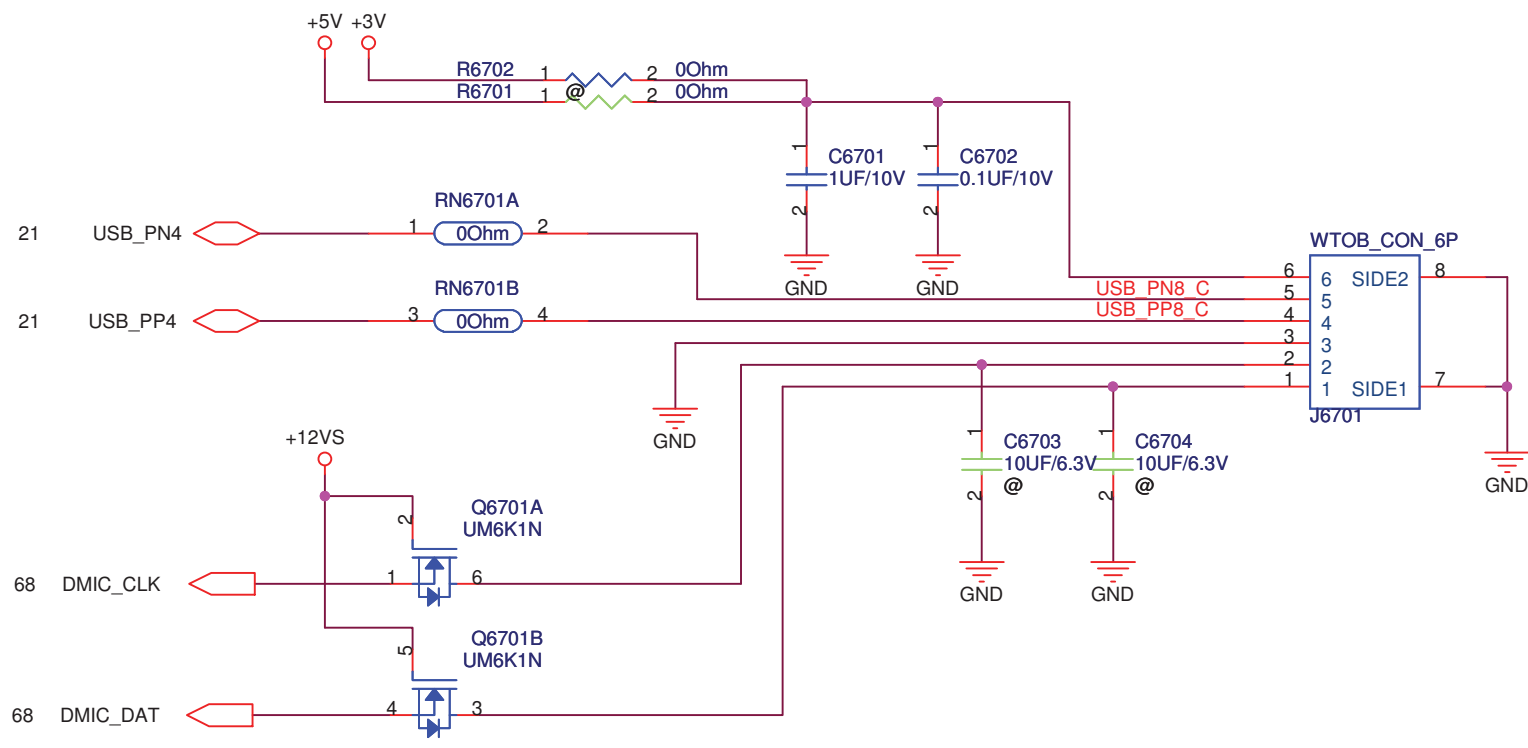 +5V +3V
R6702 1 2 0Ohm
R6701 1 @ 2 0Ohm
1 C6701
1UF/10V
2
GND
1 C6702
0.1UF/10V
2
GND
RN6701A
21 USB_PN4 1 0Ohm 2
RN6701B
21 USB_PP4 3 0Ohm 4
WTOB_CON_6P
6 6 SIDE2 8
USB_PN8_C 5 5
USB_PP8_C 4 4
3 3
2 2
1 1 SIDE1 7
J6701
GND
GND
1 C6703
10UF/6.3V
2 @
GND
1 C6704
10UF/6.3V
2 @
GND
+12VS
Q6701A
2 UM6K1N
68 DMIC_CLK 1 6
Q6701B
5 UM6K1N
68 DMIC_DAT 4 3